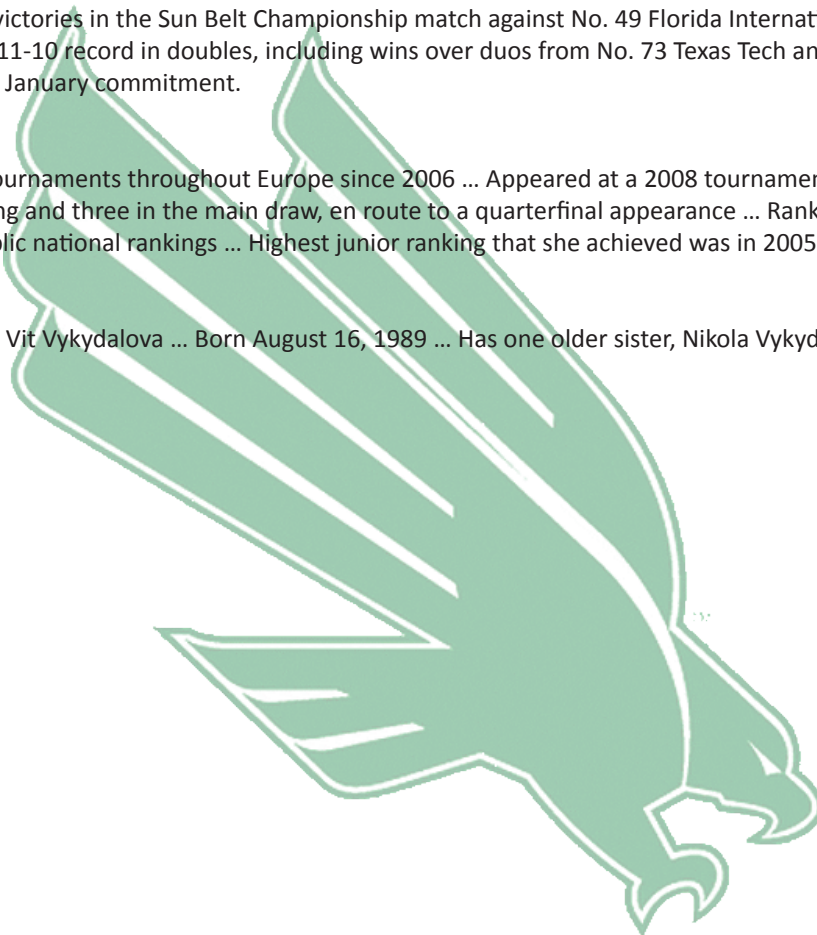 victories in the Sun Belt Championship match against No. 49 Florida Internati
11-10 record in doubles, including wins over duos from No. 73 Texas Tech an
January commitment.
ournaments throughout Europe since 2006 ... Appeared at a 2008 tournamen
ng and three in the main draw, en route to a quarterfinal appearance ... Rank
blic national rankings ... Highest junior ranking that she achieved was in 2005
Vit Vykydalova ... Born August 16, 1989 ... Has one older sister, Nikola Vykyd